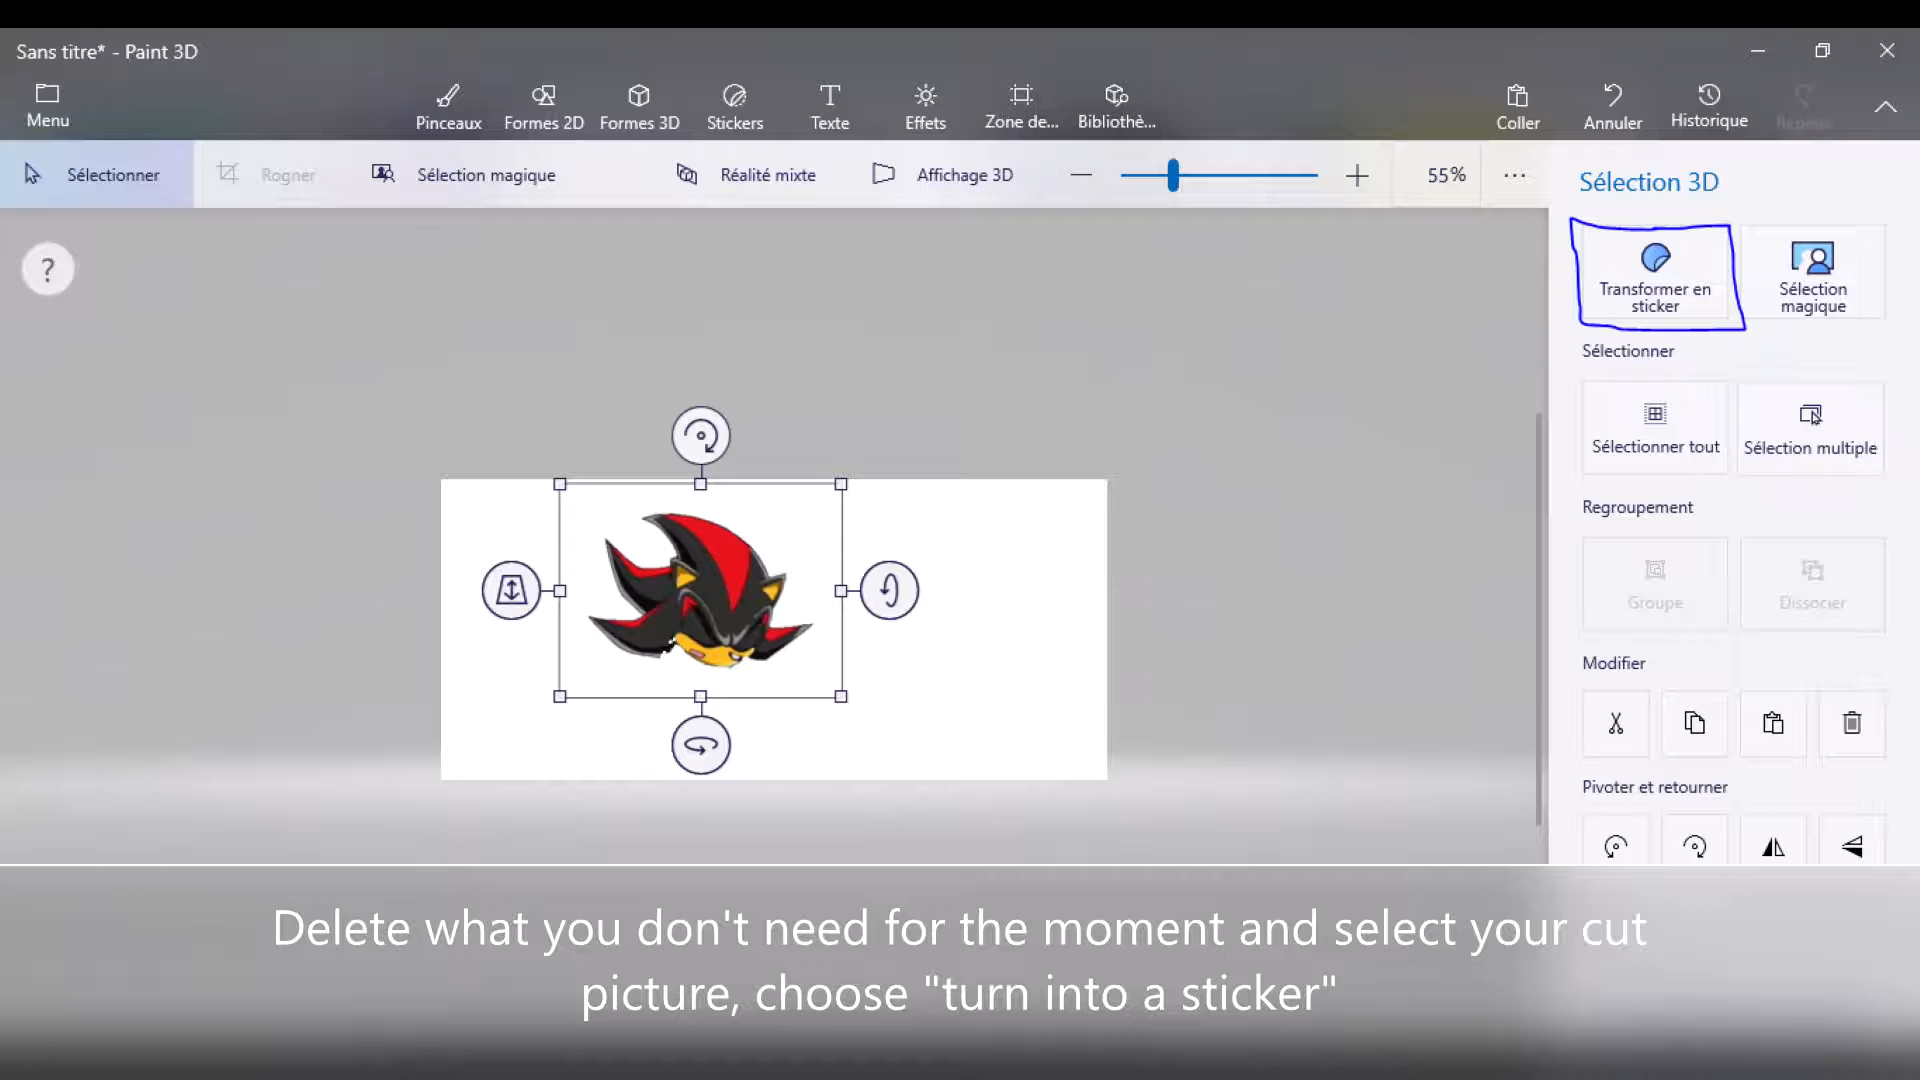 Sans titre* - Paint 3D
Menu
Pinceaux
Formes 2D
Formes 3D
Stickers
Texte
Effets
Zone de...
Bibliothè...
Coller
Annuler
Historique
Sélectionner
Rogner
Sélection magique
Réalité mixte
Affichage 3D
55%
Sélection 3D
?
Transformer en
sticker
Sélection
magique
Sélectionner
Sélectionner tout
Sélection multiple
Regroupement
Groupe
Dissocier
Modifier
Pivoter et retourner
Delete what you don't need for the moment and select your cut
picture, choose "turn into a sticker"